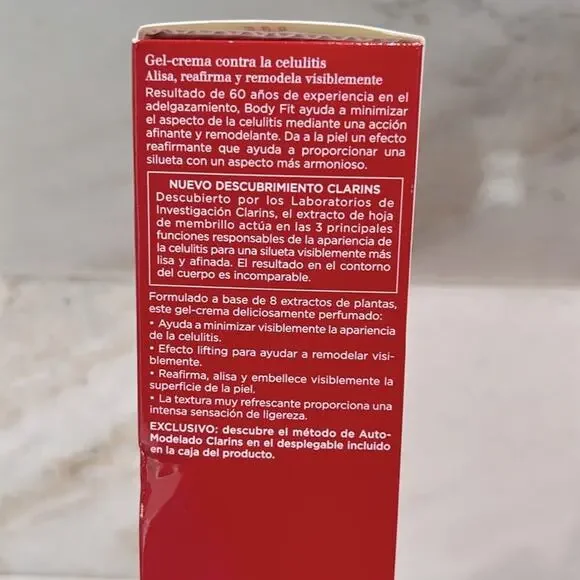 Gel-crema contra la celulitis
Alisa, reafirma y remodela visiblemente
Resultado de 60 años de experiencia en el
adelgazamiento, Body Fit ayuda a minimizar
el aspecto de la celulitis mediante una acción
afinante y remodelante. Da a la piel un efecto
reafirmante que ayuda a proporcionar una
silueta con un aspecto más armonioso.
NUEVO DESCUBRIMIENTO CLARINS
Descubierto por los Laboratorios de
Investigación Clarins, el extracto de hoja
de membrillo actúa en las 3 principales
funciones responsables de la apariencia de
la celulitis para una silueta visiblemente más
lisa y afinada. El resultado en el contorno
del cuerpo es incomparable.
Formulado a base de 8 extractos de plantas,
este gel-crema deliciosamente perfumado:
• Ayuda a minimizar visiblemente la apariencia
de la celulitis.
• Efecto lifting para ayudar a remodelar visi-
blemente.
• Reafirma, alisa y embellece visiblemente la
superficie de la piel.
• La textura muy refrescante proporciona una
intensa sensación de ligereza.
EXCLUSIVO: descubre el método de Auto-
Modelado Clarins en el desplegable incluido
en la caja del producto.